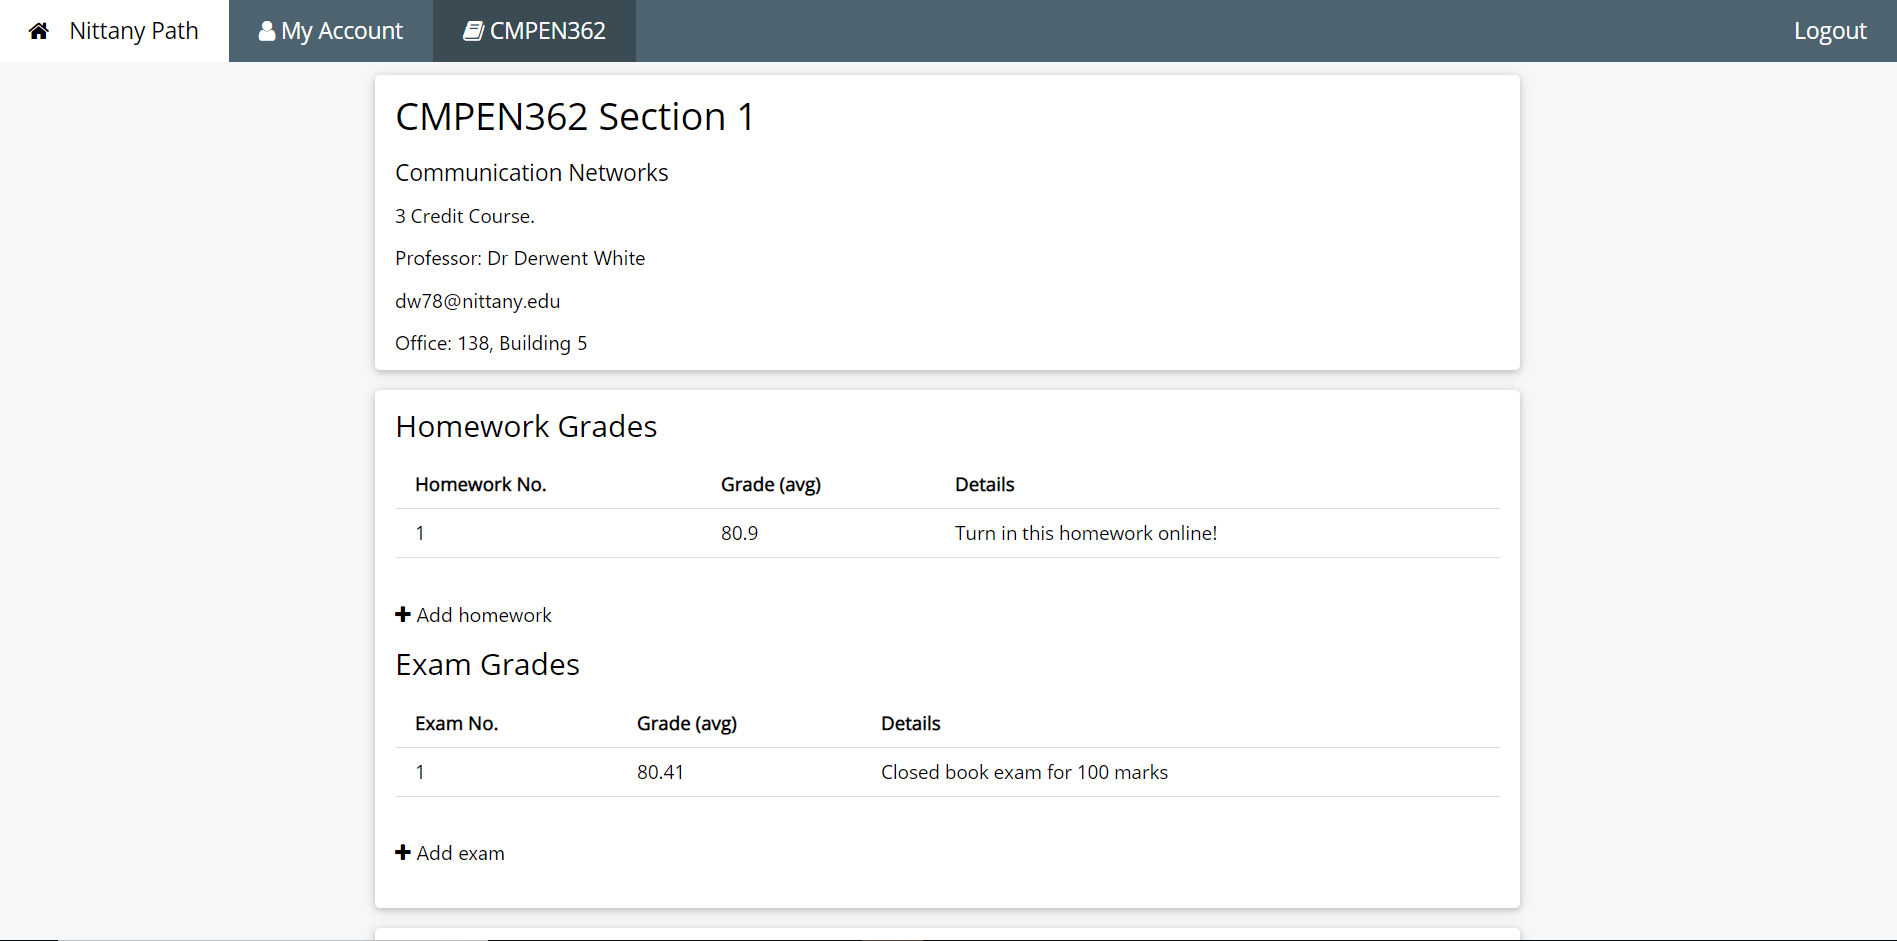 Nittany Path My Account CMPEN362 Logout
CMPEN362 Section 1
Communication Networks
3 Credit Course.
Professor: Dr Derwent White
dw78@nittany.edu
Office: 138, Building 5
Homework Grades
Homework No. Grade (avg) Details
1 80.9 Turn in this homework online!
Add homework
Exam Grades
Exam No. Grade (avg) Details
1 80.41 Closed book exam for 100 marks
Add exam